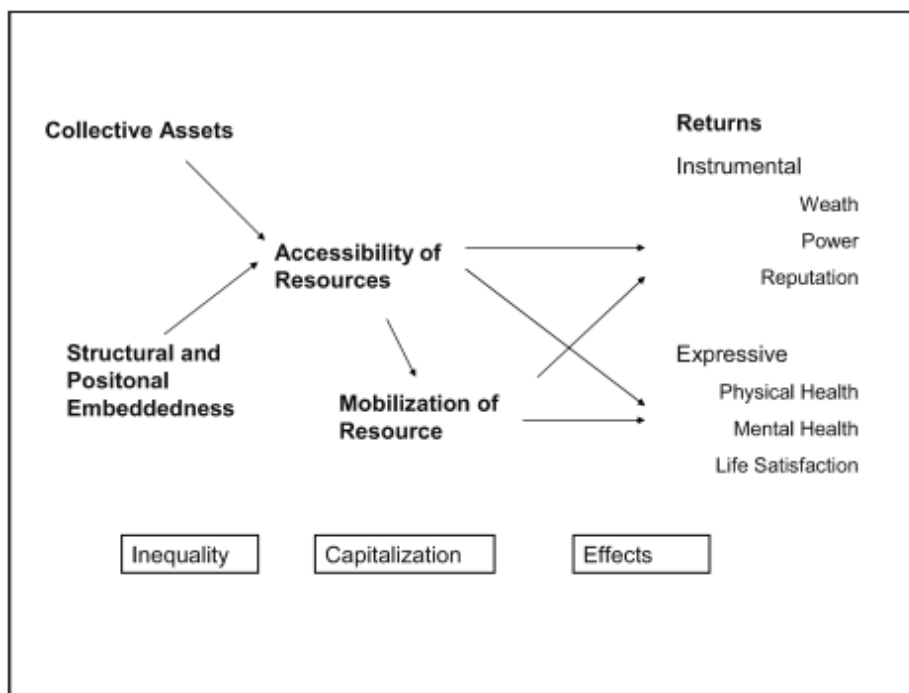 Collective Assets
Structural and
Positonal
Embeddedness
Accessibility of
Resources
Mobilization of
Resource
Returns
Instrumental
Weath
Power
Reputation
Expressive
Physical Health
Mental Health
Life Satisfaction
Inequality
Capitalization
Effects